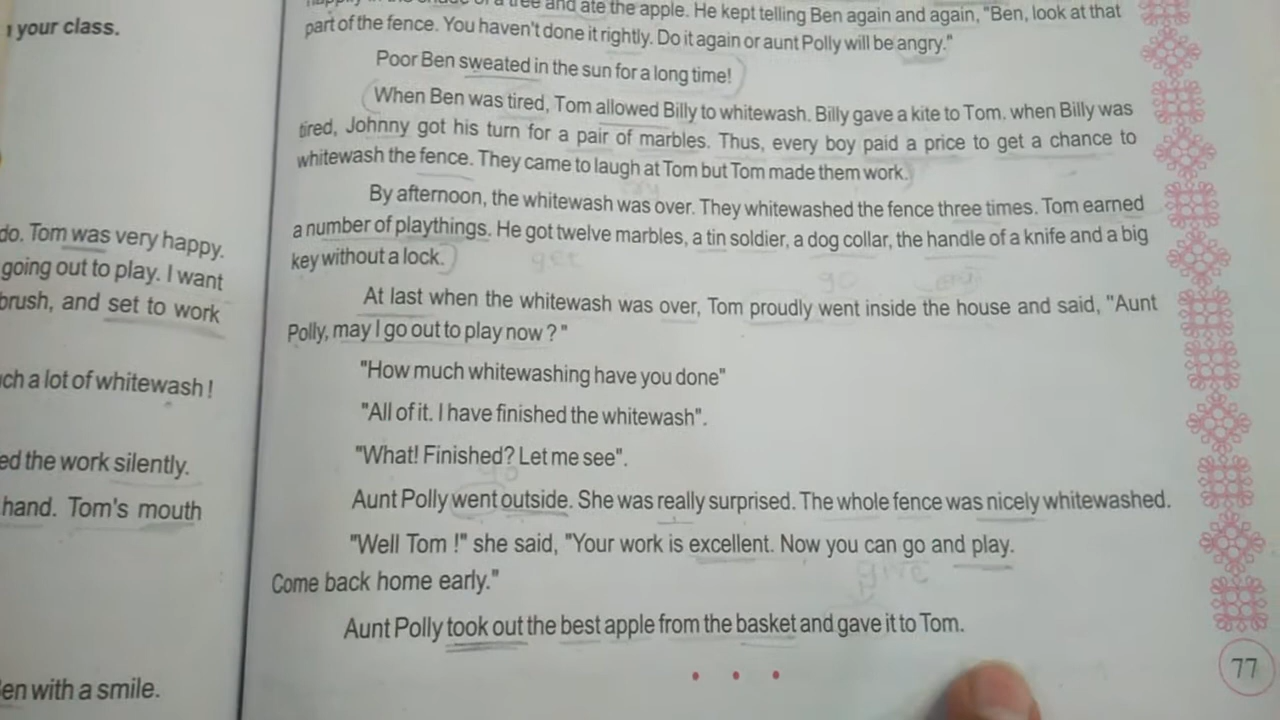 your class.
do. Tom was very happy.
going out to play. I want
brush, and set to work
ch a lot of whitewash !
ed the work silently.
hand. Tom's mouth
en with a smile.
of a tree and ate the apple. He kept telling Ben again and again, "Ben, look at that
part of the fence. You haven't done it rightly. Do it again or aunt Polly will be angry."
Poor Ben sweated in the sun for a long time!
When Ben was tired, Tom allowed Billy to whitewash. Billy gave a kite to Tom. when Billy was
tired, Johnny got his turn for a pair of marbles. Thus, every boy paid a price to get a chance to
whitewash the fence. They came to laugh at Tom but Tom made them work.
By afternoon, the whitewash was over. They whitewashed the fence three times. Tom earned
a number of playthings. He got twelve marbles, a tin soldier, a dog collar, the handle of a knife and a big
key without a lock.
get
go
At last when the whitewash was over, Tom proudly went inside the house and said, "Aunt
Polly, may I go out to play now ? "
"How much whitewashing have you done"
"All of it. I have finished the whitewash".
"What! Finished? Let me see".
go
Aunt Polly went outside. She was really surprised. The whole fence was nicely whitewashed.
"Well Tom !" she said, "Your work is excellent. Now you can go and play.
Come back home early."
give
Aunt Polly took out the best apple from the basket and gave it to Tom.
77